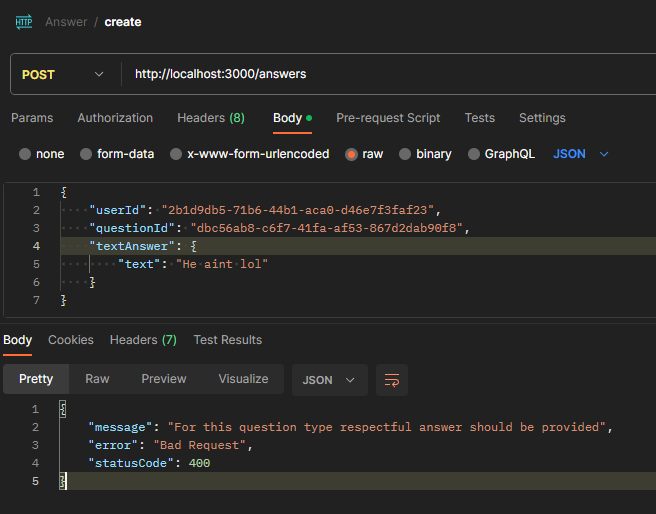 HTTP Answer / create
POST http://localhost:3000/answers
Params Authorization Headers (8) Body Pre-request Script Tests Settings
none form-data x-www-form-urlencoded raw binary GraphQL JSON
1 {
2 "userId": "2b1d9db5-71b6-44b1-aca0-d46e7f3faf23",
3 "questionId": "dbc56ab8-c6f7-41fa-af53-867d2dab90f8",
4 "textAnswer": {
5 "text": "He aint lol"
6 }
7 }
Body Cookies Headers (7) Test Results
Pretty Raw Preview Visualize JSON
1 {
2 "message": "For this question type respectful answer should be provided",
3 "error": "Bad Request",
4 "statusCode": 400
5 }